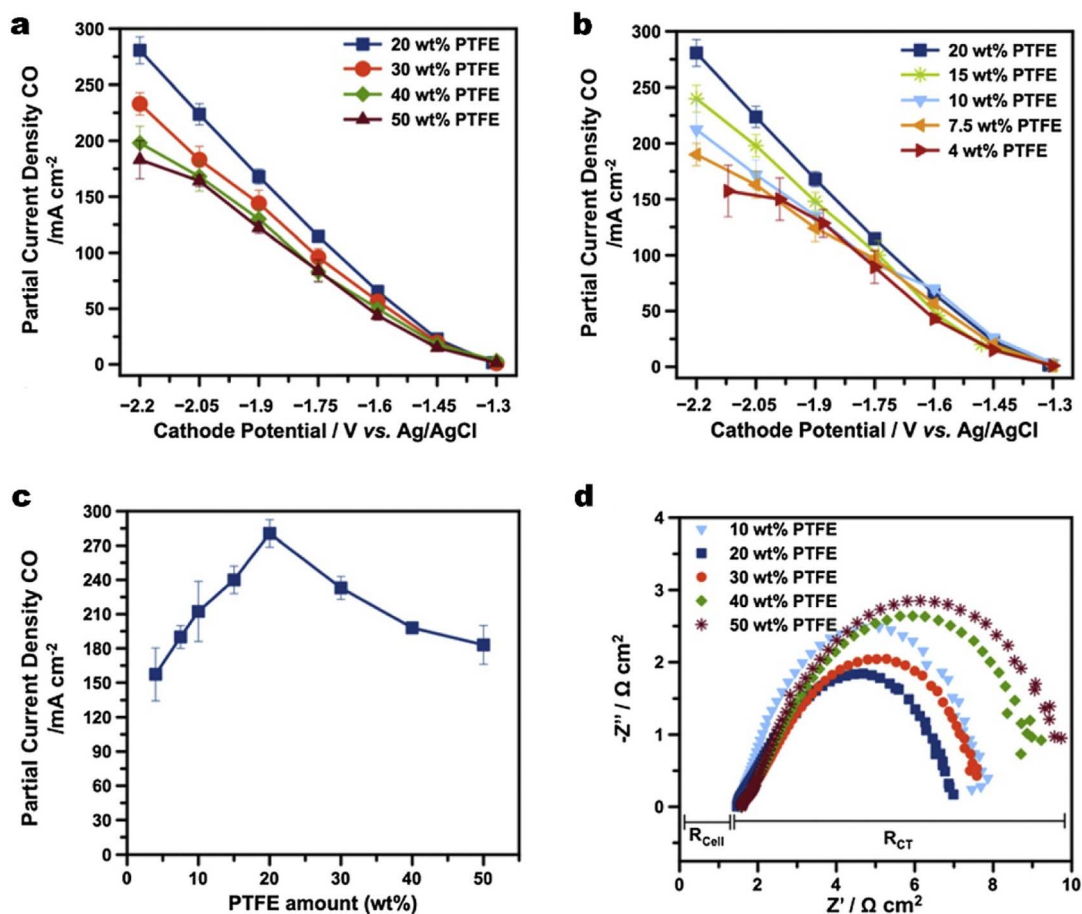 a
300
250
200
150
100
50
0
Partial Current Density CO
/mA cm-2
20 wt% PTFE
30 wt% PTFE
40 wt% PTFE
50 wt% PTFE
−2.2 −2.05 −1.9 −1.75 −1.6 −1.45 −1.3
Cathode Potential / V vs. Ag/AgCl
b
300
250
200
150
100
50
0
Partial Current Density CO
/mA cm-2
20 wt% PTFE
15 wt% PTFE
10 wt% PTFE
7.5 wt% PTFE
4 wt% PTFE
−2.2 −2.05 −1.9 −1.75 −1.6 −1.45 −1.3
Cathode Potential / V vs. Ag/AgCl
c
300
270
240
210
180
150
120
90
60
30
0
Partial Current Density CO
/mA cm-2
0 10 20 30 40 50
PTFE amount (wt%)
d
4
3
2
1
0
-Z'' / Ω cm2
10 wt% PTFE
20 wt% PTFE
30 wt% PTFE
40 wt% PTFE
50 wt% PTFE
RCell
RCT
0 2 4 6 8 10
Z' / Ω cm2